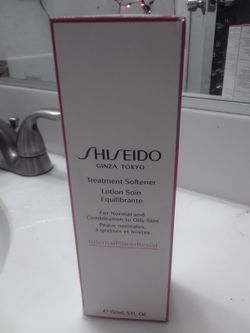 SHISEIDO
GINZA TOKYO
Treatment Softener
Lotion Soin
Equilibrante
For Normal and
Combination to Oily Skin
Peaux normales,
à grasses et mixtes
InternalPowerResist
℮150mL 5 FL.OZ.